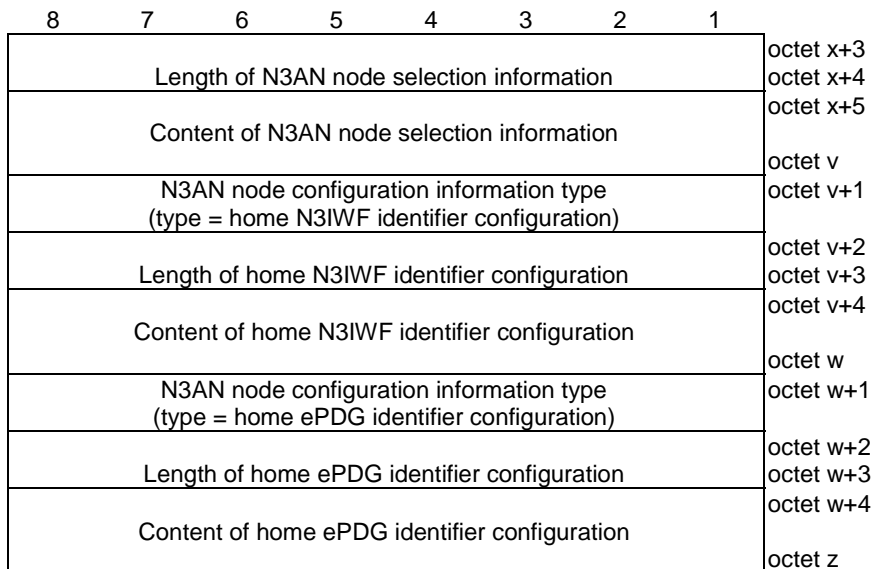 8 7 6 5 4 3 2 1
octet x+3
Length of N3AN node selection information octet x+4
octet x+5
Content of N3AN node selection information
octet v
N3AN node configuration information type octet v+1
(type = home N3IWF identifier configuration)
octet v+2
Length of home N3IWF identifier configuration octet v+3
octet v+4
Content of home N3IWF identifier configuration
octet w
N3AN node configuration information type octet w+1
(type = home ePDG identifier configuration)
octet w+2
Length of home ePDG identifier configuration octet w+3
octet w+4
Content of home ePDG identifier configuration
octet z